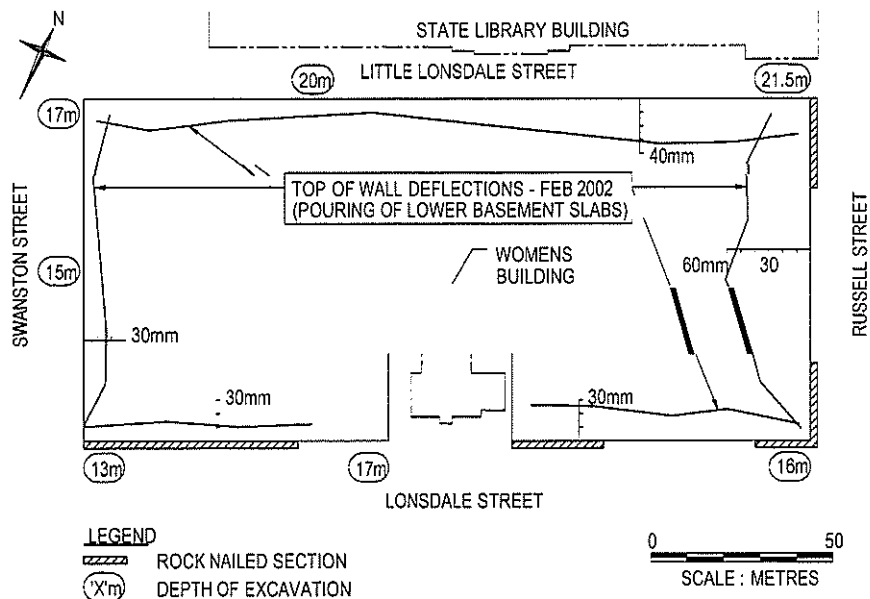 N
STATE LIBRARY BUILDING
LITTLE LONSDALE STREET
20m
21.5m
17m
40mm
TOP OF WALL DEFLECTIONS - FEB 2002
(POURING OF LOWER BASEMENT SLABS)
SWANSTON STREET
15m
WOMENS
BUILDING
60mm
30
RUSSELL STREET
30mm
30mm
30mm
13m
17m
16m
LONSDALE STREET
LEGEND
ROCK NAILED SECTION
'X'm
DEPTH OF EXCAVATION
0
50
SCALE : METRES